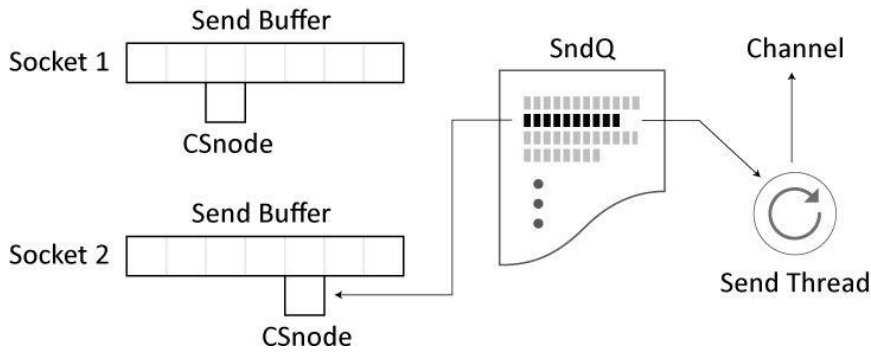 Send Buffer
Socket 1
CSnode
Send Buffer
Socket 2
CSnode
SndQ
Channel
Send Thread